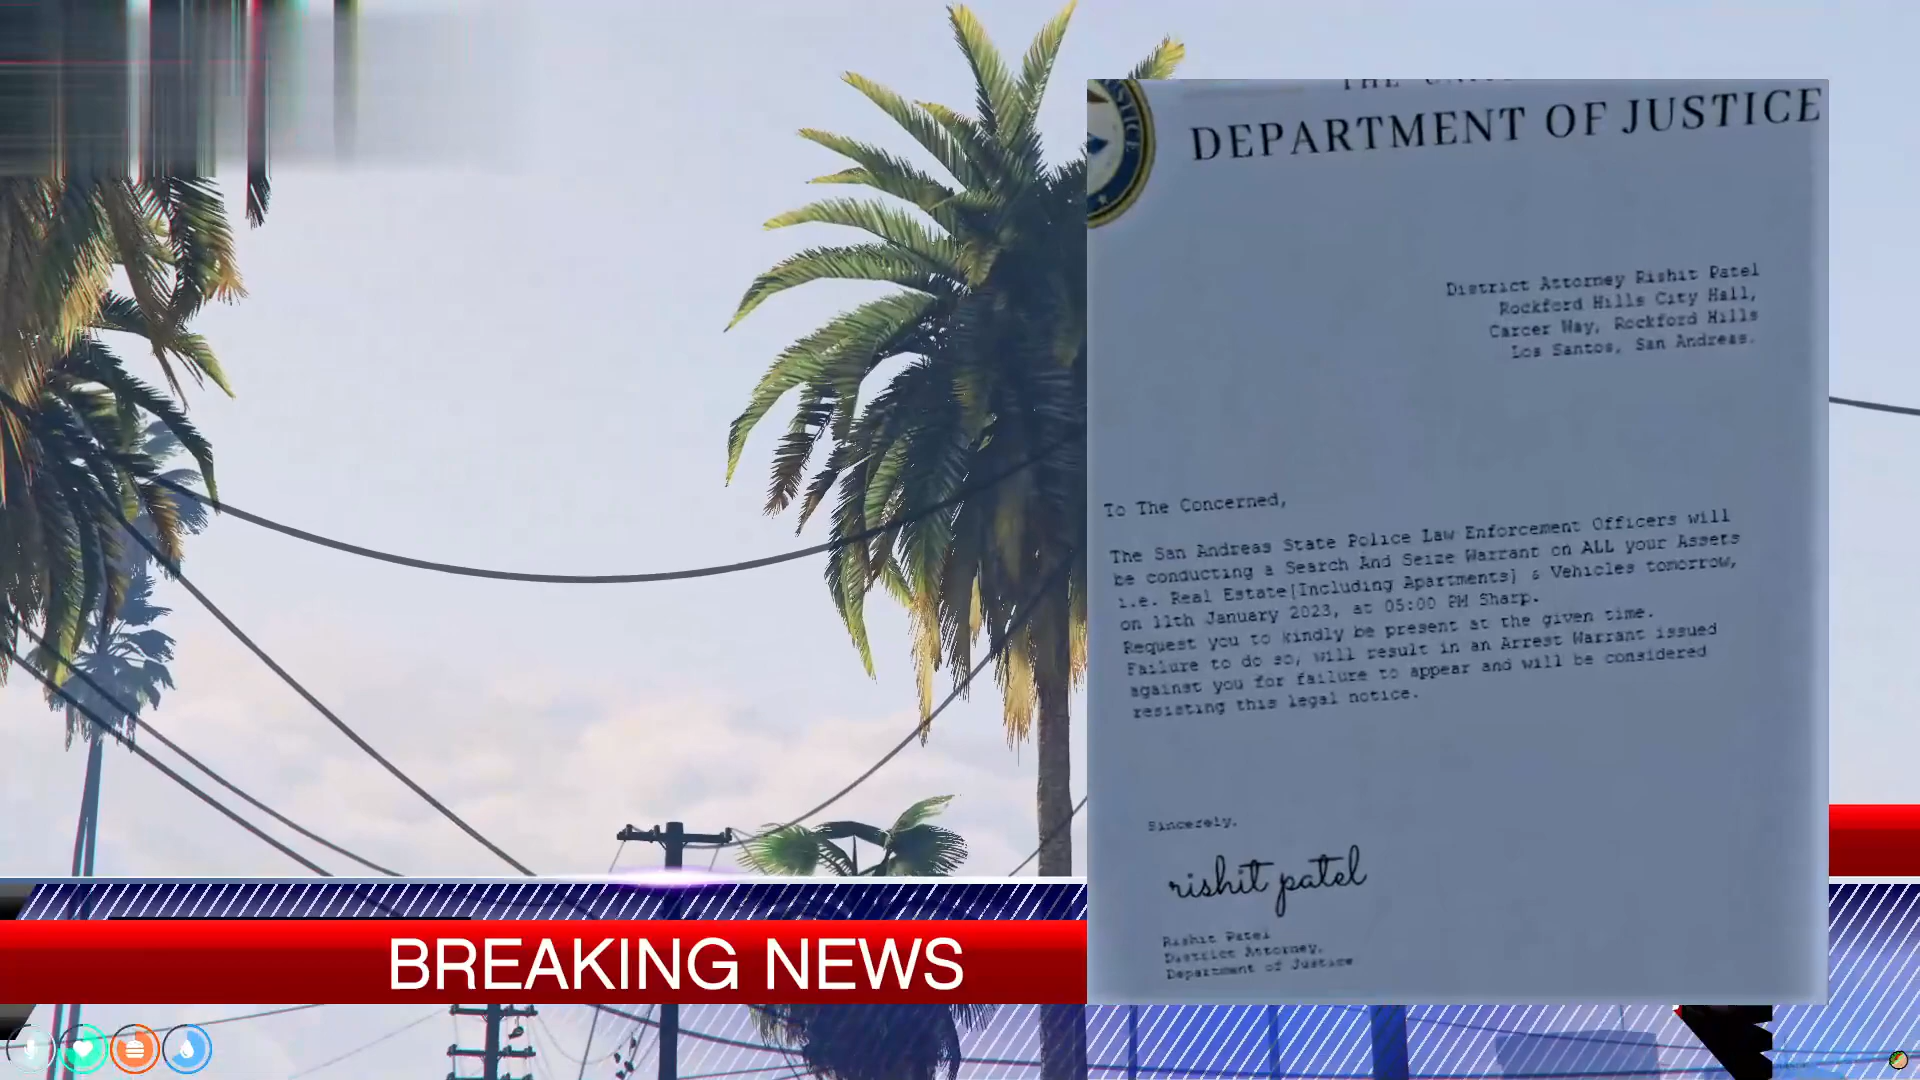 DEPARTMENT OF JUSTICE
District Attorney Rishit Patel
Rockford Hills City Hall,
Carcer Way, Rockford Hills
Los Santos, San Andreas.
To The Concerned,
The San Andreas State Police Law Enforcement Officers will
be conducting a Search And Seize Warrant on ALL your Assets
i.e. Real Estate[Including Apartments] & Vehicles tomorrow,
on 11th January 2023, at 05:00 PM Sharp.
Request you to kindly be present at the given time.
Failure to do so, will result in an Arrest Warrant issued
against you for failure to appear and will be considered
resisting this legal notice.
Sincerely,
rishit patel
Rishit Patel
District Attorney,
Department of Justice
BREAKING NEWS